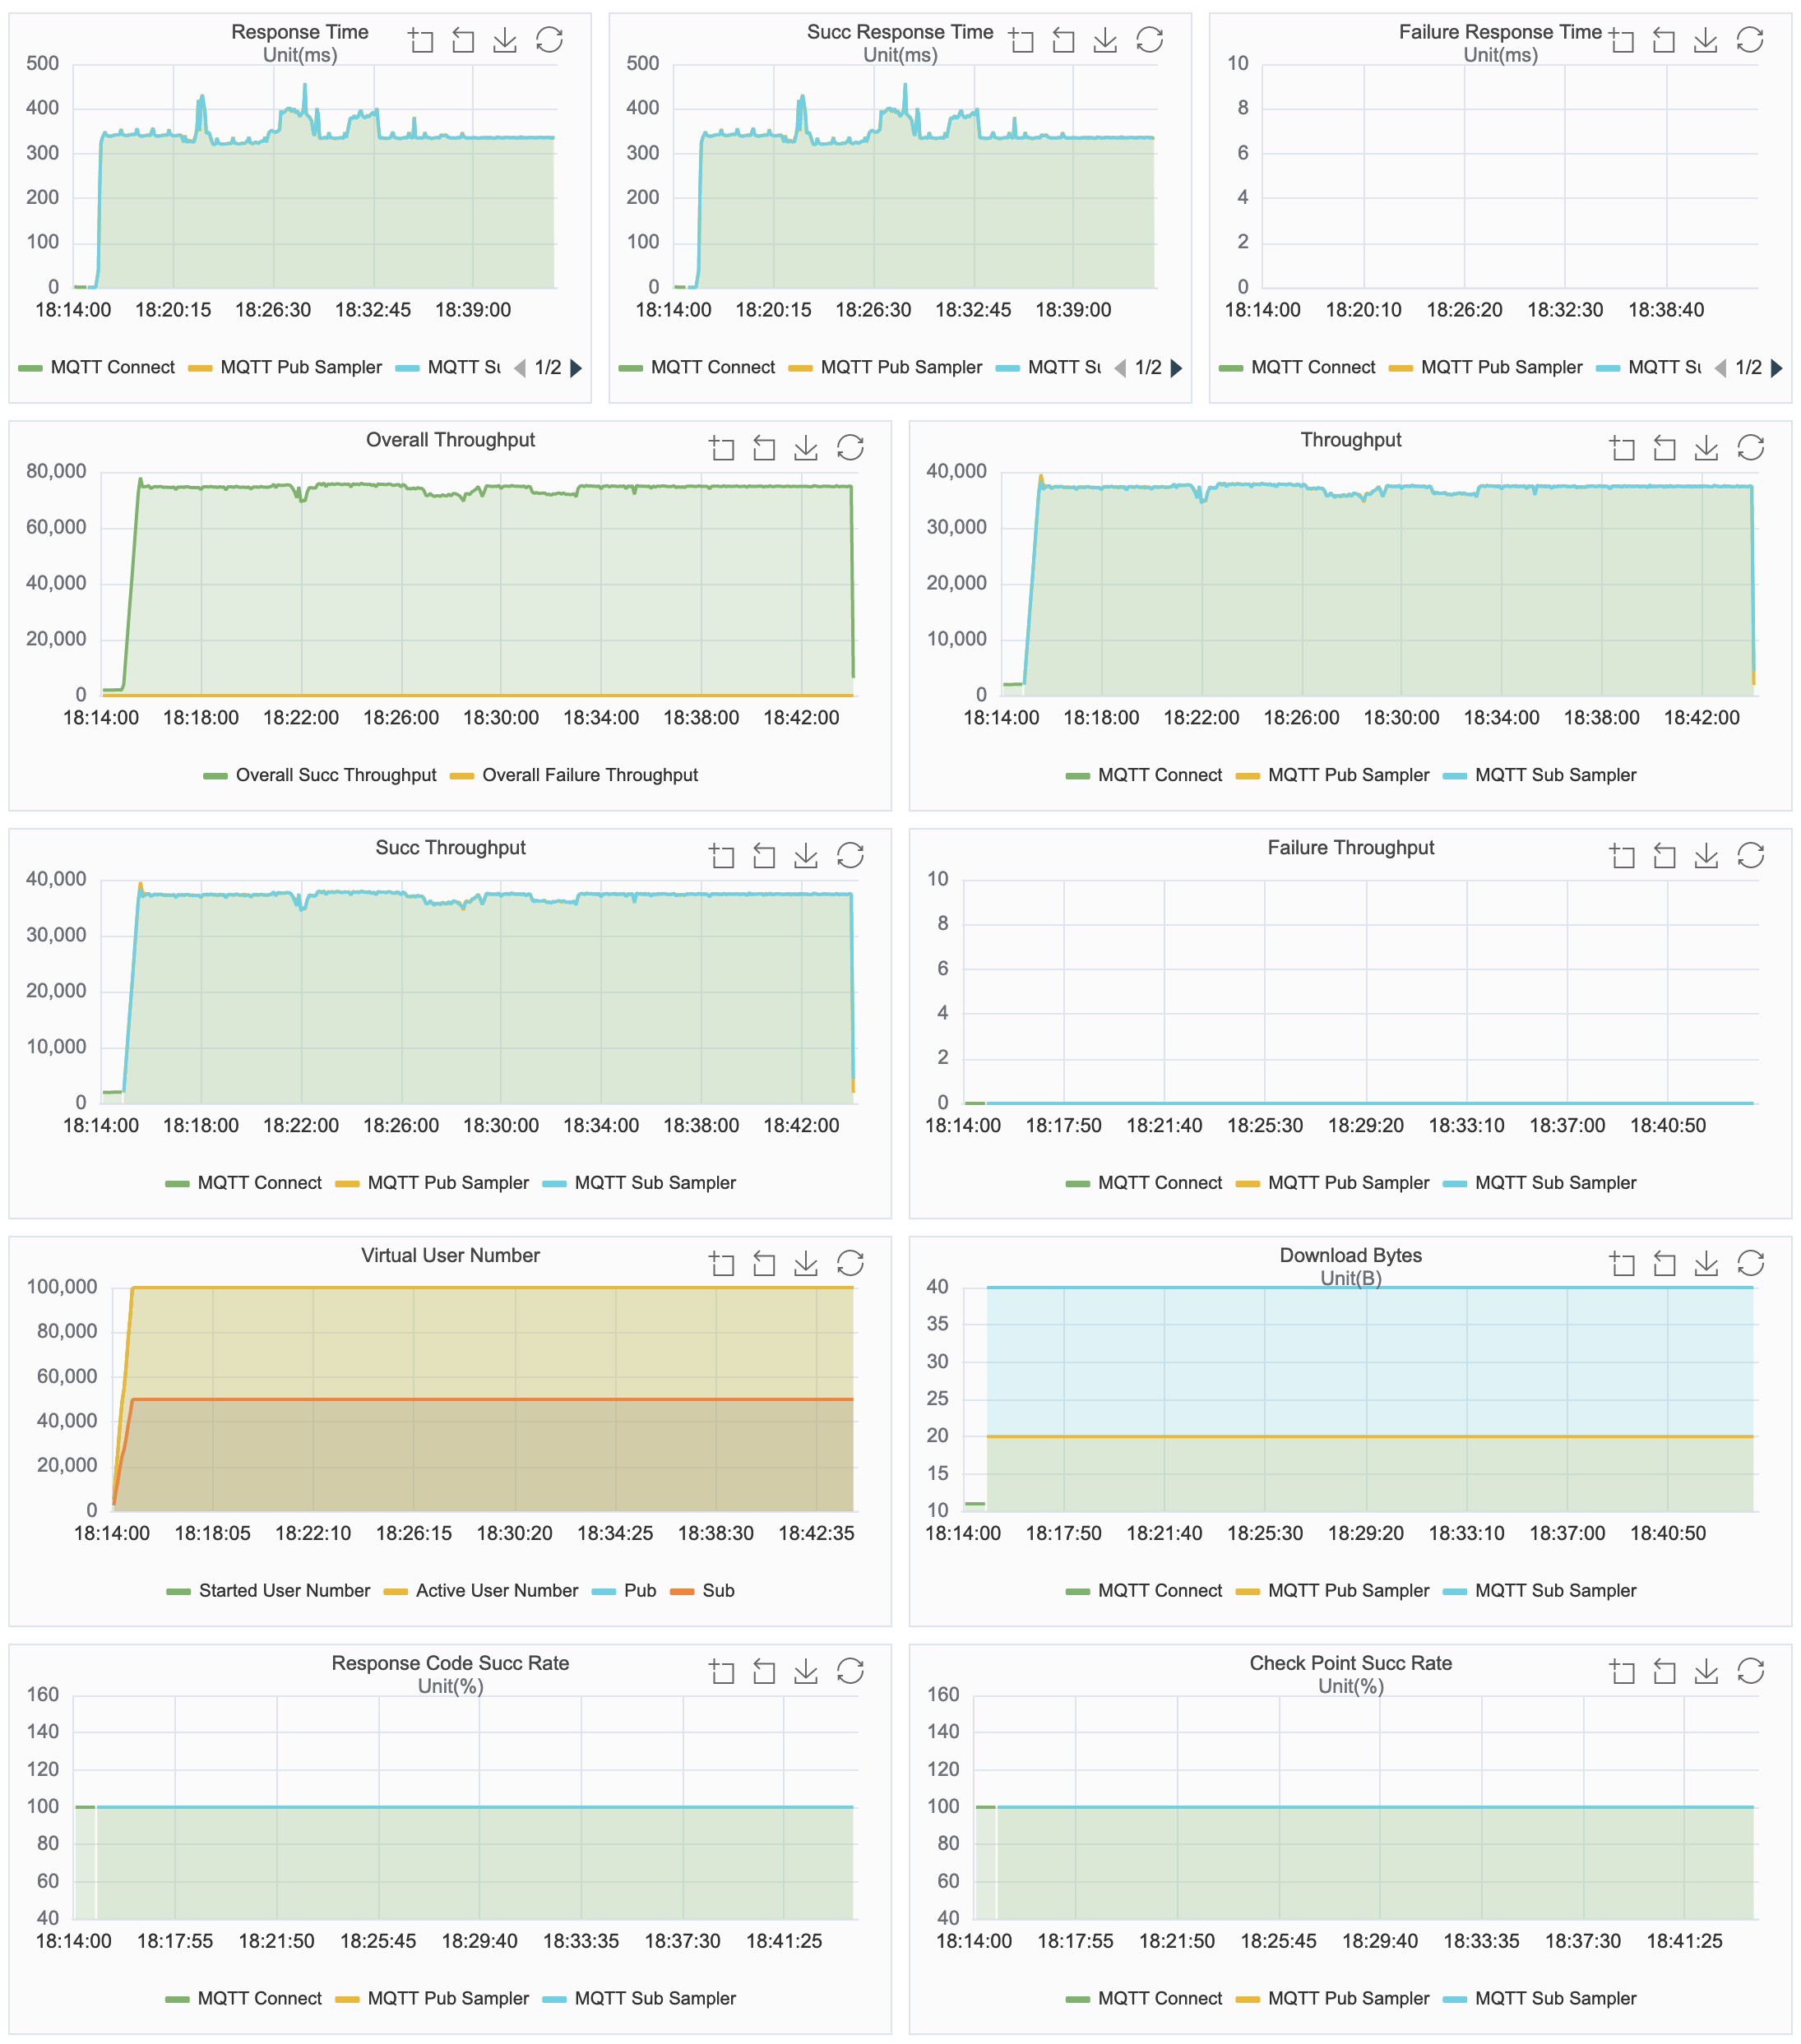 Response Time
Unit(ms)
500
400
300
200
100
0
18:14:00 18:20:15 18:26:30 18:32:45 18:39:00
MQTT Connect MQTT Pub Sampler MQTT Su 1/2
Succ Response Time
Unit(ms)
500
400
300
200
100
0
18:14:00 18:20:15 18:26:30 18:32:45 18:39:00
MQTT Connect MQTT Pub Sampler MQTT Su 1/2
Failure Response Time
Unit(ms)
10
8
6
4
2
0
18:14:00 18:20:10 18:26:20 18:32:30 18:38:40
MQTT Connect MQTT Pub Sampler MQTT Su 1/2
Overall Throughput
80,000
60,000
40,000
20,000
0
18:14:00 18:18:00 18:22:00 18:26:00 18:30:00 18:34:00 18:38:00 18:42:00
Overall Succ Throughput Overall Failure Throughput
Throughput
40,000
30,000
20,000
10,000
0
18:14:00 18:18:00 18:22:00 18:26:00 18:30:00 18:34:00 18:38:00 18:42:00
MQTT Connect MQTT Pub Sampler MQTT Sub Sampler
Succ Throughput
40,000
30,000
20,000
10,000
0
18:14:00 18:18:00 18:22:00 18:26:00 18:30:00 18:34:00 18:38:00 18:42:00
MQTT Connect MQTT Pub Sampler MQTT Sub Sampler
Failure Throughput
10
8
6
4
2
0
18:14:00 18:17:50 18:21:40 18:25:30 18:29:20 18:33:10 18:37:00 18:40:50
MQTT Connect MQTT Pub Sampler MQTT Sub Sampler
Virtual User Number
100,000
80,000
60,000
40,000
20,000
0
18:14:00 18:18:05 18:22:10 18:26:15 18:30:20 18:34:25 18:38:30 18:42:35
Started User Number Active User Number Pub Sub
Download Bytes
Unit(B)
40
35
30
25
20
15
10
18:14:00 18:17:50 18:21:40 18:25:30 18:29:20 18:33:10 18:37:00 18:40:50
MQTT Connect MQTT Pub Sampler MQTT Sub Sampler
Response Code Succ Rate
Unit(%)
160
140
120
100
80
60
40
18:14:00 18:17:55 18:21:50 18:25:45 18:29:40 18:33:35 18:37:30 18:41:25
MQTT Connect MQTT Pub Sampler MQTT Sub Sampler
Check Point Succ Rate
Unit(%)
160
140
120
100
80
60
40
18:14:00 18:17:55 18:21:50 18:25:45 18:29:40 18:33:35 18:37:30 18:41:25
MQTT Connect MQTT Pub Sampler MQTT Sub Sampler